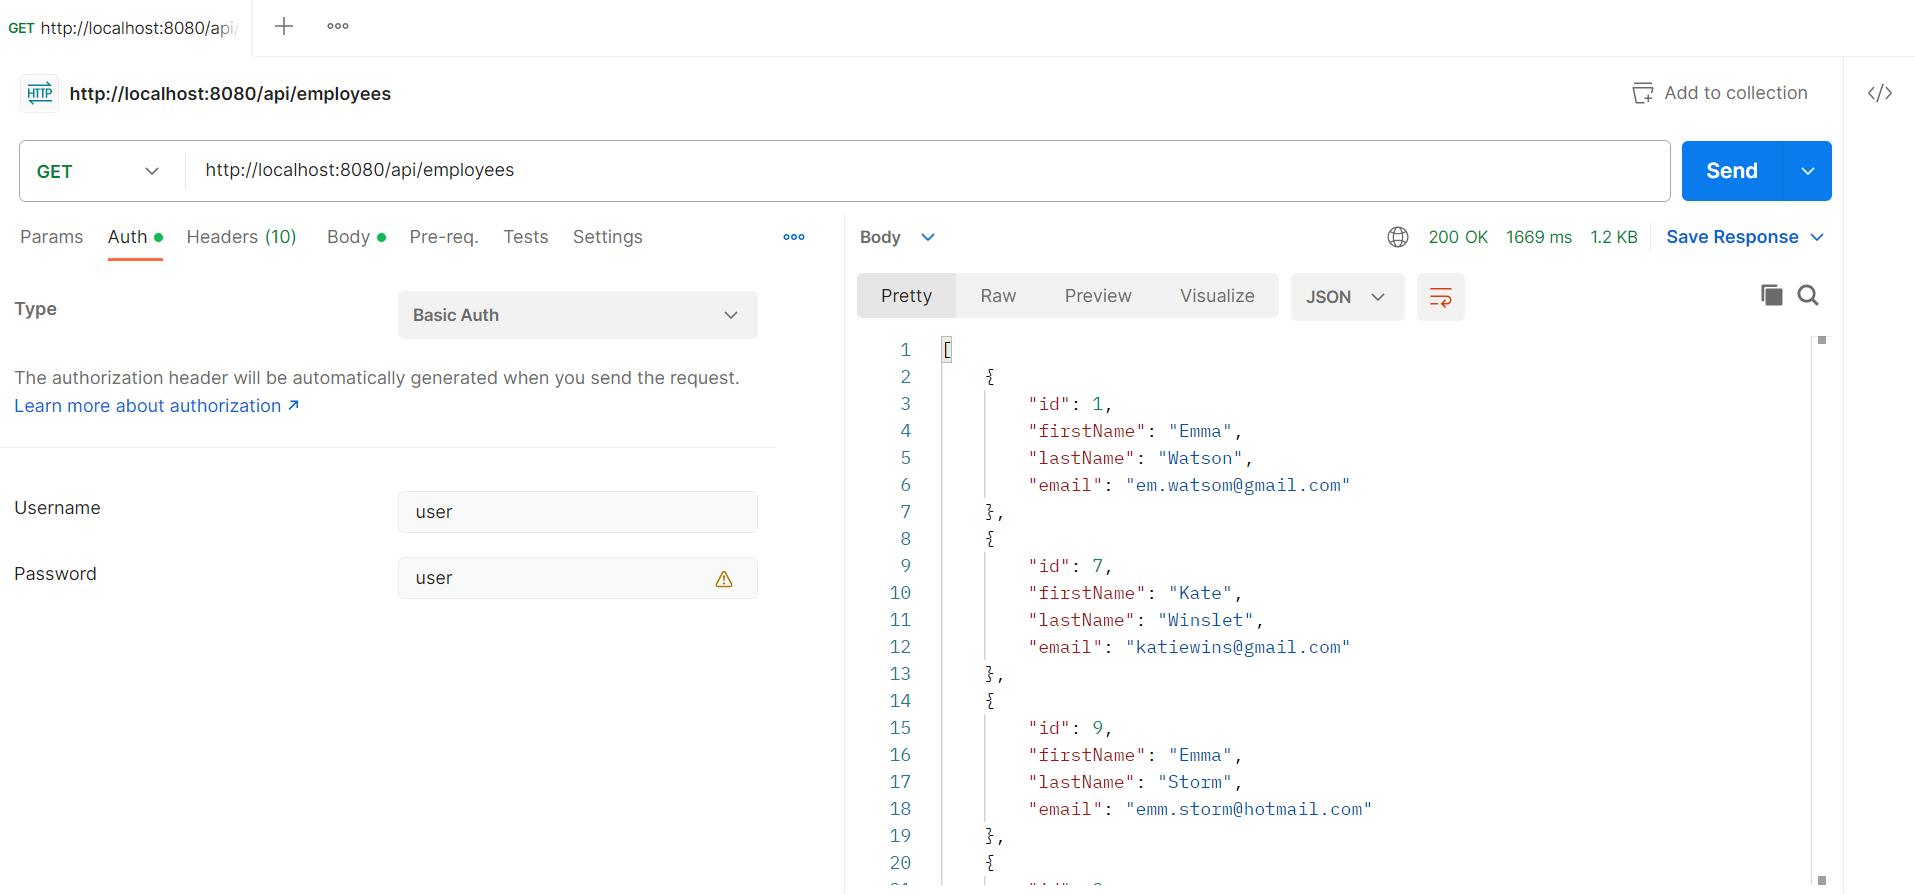 GET http://localhost:8080/api/
HTTP http://localhost:8080/api/employees
Add to collection
GET http://localhost:8080/api/employees
Send
Params Auth Headers (10) Body Pre-req. Tests Settings
Type
Basic Auth
The authorization header will be automatically generated when you send the request.
Learn more about authorization ↗
Username
user
Password
user
Body 200 OK 1669 ms 1.2 KB Save Response
Pretty Raw Preview Visualize JSON
1 [
2 {
3 "id": 1,
4 "firstName": "Emma",
5 "lastName": "Watson",
6 "email": "em.watsom@gmail.com"
7 },
8 {
9 "id": 7,
10 "firstName": "Kate",
11 "lastName": "Winslet",
12 "email": "katiewins@gmail.com"
13 },
14 {
15 "id": 9,
16 "firstName": "Emma",
17 "lastName": "Storm",
18 "email": "emm.storm@hotmail.com"
19 },
20 {